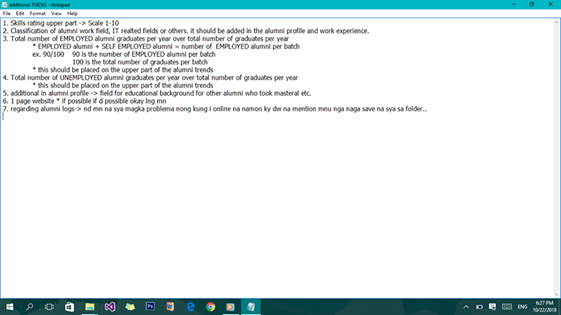 addtional THESIS - Notepad
File Edit Format View Help
1. Skills rating upper part -> Scale 1-10
2. Classification of alumni work field, IT realted fields or others. it should be added in the alumni profile and work experience.
3. Total number of EMPLOYED alumni graduates per year over total number of graduates per year
* EMPLOYED alumni + SELF EMPLOYED alumni = number of EMPLOYED alumni per batch
ex. 90/100 90 is the number of EMPLOYED alumni per batch
100 is the total number of graduates per batch
* this should be placed on the upper part of the alumni trends
4. Total number of UNEMPLOYED alumni graduates per year over total number of graduates per year
* this should be placed on the upper part of the alumni trends
5. additional in alumni profile -> field for educational background for other alumni who took masteral etc.
6. 1 page website * if possible if d possible okay lng mn
7. regarding alumni logs-> nd mn na sya magka problema nong kung i online na namon ky dw na mention mnu nga naga save na sya sa folder..
ENG
6:27 PM
10/22/2018